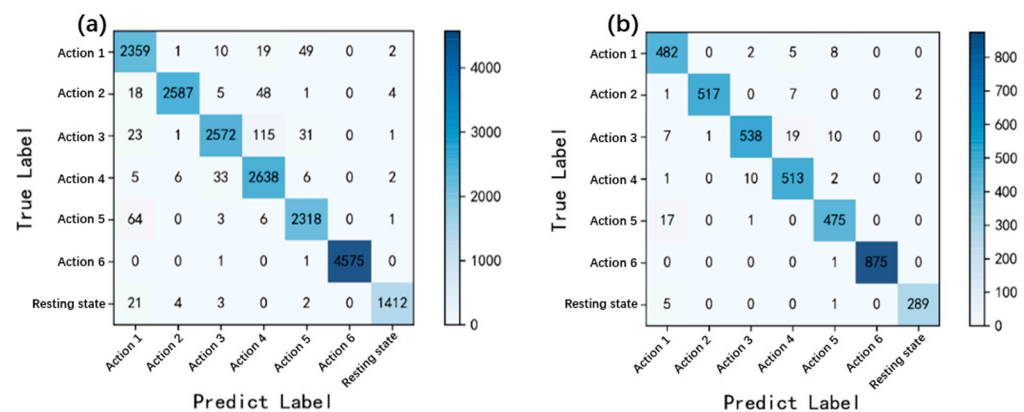 (a)
True Label
Action 1 2359 1 10 19 49 0 2
Action 2 18 2587 5 48 1 0 4
Action 3 23 1 2572 115 31 0 1
Action 4 5 6 33 2638 6 0 2
Action 5 64 0 3 6 2318 0 1
Action 6 0 0 1 0 1 4575 0
Resting state 21 4 3 0 2 0 1412
Action 1 Action 2 Action 3 Action 4 Action 5 Action 6 Resting state
Predict Label
4000
3000
2000
1000
0
(b)
True Label
Action 1 482 0 2 5 8 0 0
Action 2 1 517 0 7 0 0 2
Action 3 7 1 538 19 10 0 0
Action 4 1 0 10 513 2 0 0
Action 5 17 0 1 0 475 0 0
Action 6 0 0 0 0 1 875 0
Resting state 5 0 0 0 1 0 289
Action 1 Action 2 Action 3 Action 4 Action 5 Action 6 Resting state
Predict Label
800
700
600
500
400
300
200
100
0